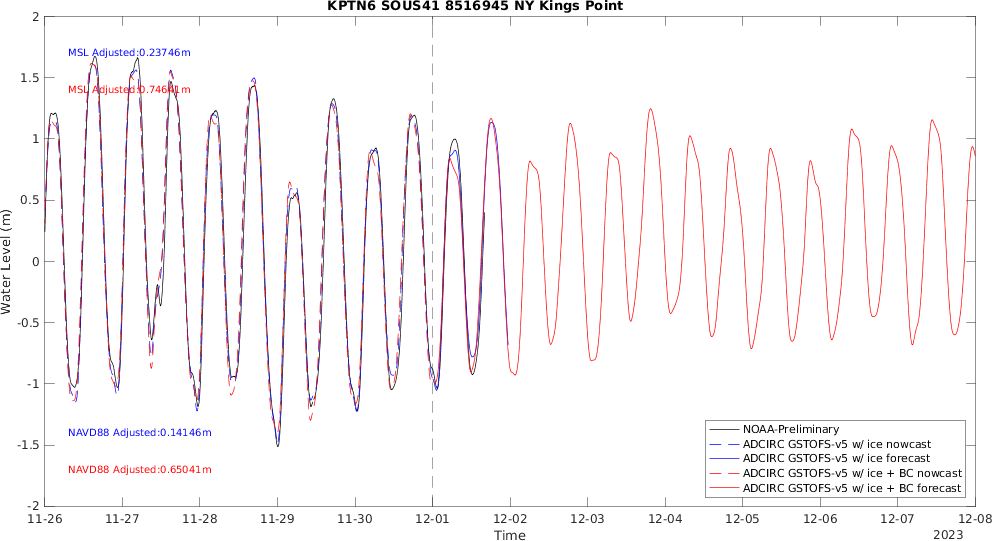 KPTN6 SOUS41 8516945 NY Kings Point
MSL Adjusted:0.23746m
MSL Adjusted:0.74641m
NAVD88 Adjusted:0.14146m
NAVD88 Adjusted:0.65041m
Water Level (m)
2
1.5
1
0.5
0
-0.5
-1
-1.5
-2
NOAA-Preliminary
ADCIRC GSTOFS-v5 w/ ice nowcast
ADCIRC GSTOFS-v5 w/ ice forecast
ADCIRC GSTOFS-v5 w/ ice + BC nowcast
ADCIRC GSTOFS-v5 w/ ice + BC forecast
11-26 11-27 11-28 11-29 11-30 12-01 12-02 12-03 12-04 12-05 12-06 12-07 12-08
Time
2023